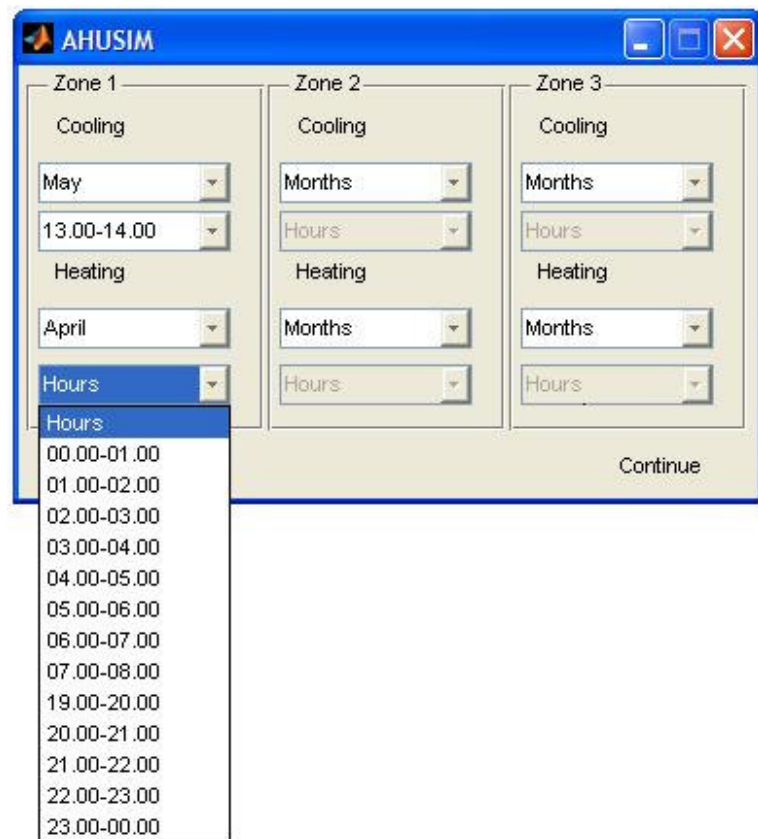 AHUSIM
Zone 1
Cooling
May
13.00-14.00
Heating
April
Hours
Hours
00.00-01.00
01.00-02.00
02.00-03.00
03.00-04.00
04.00-05.00
05.00-06.00
06.00-07.00
07.00-08.00
19.00-20.00
20.00-21.00
21.00-22.00
22.00-23.00
23.00-00.00
Zone 2
Cooling
Months
Hours
Heating
Months
Hours
Zone 3
Cooling
Months
Hours
Heating
Months
Hours
Continue